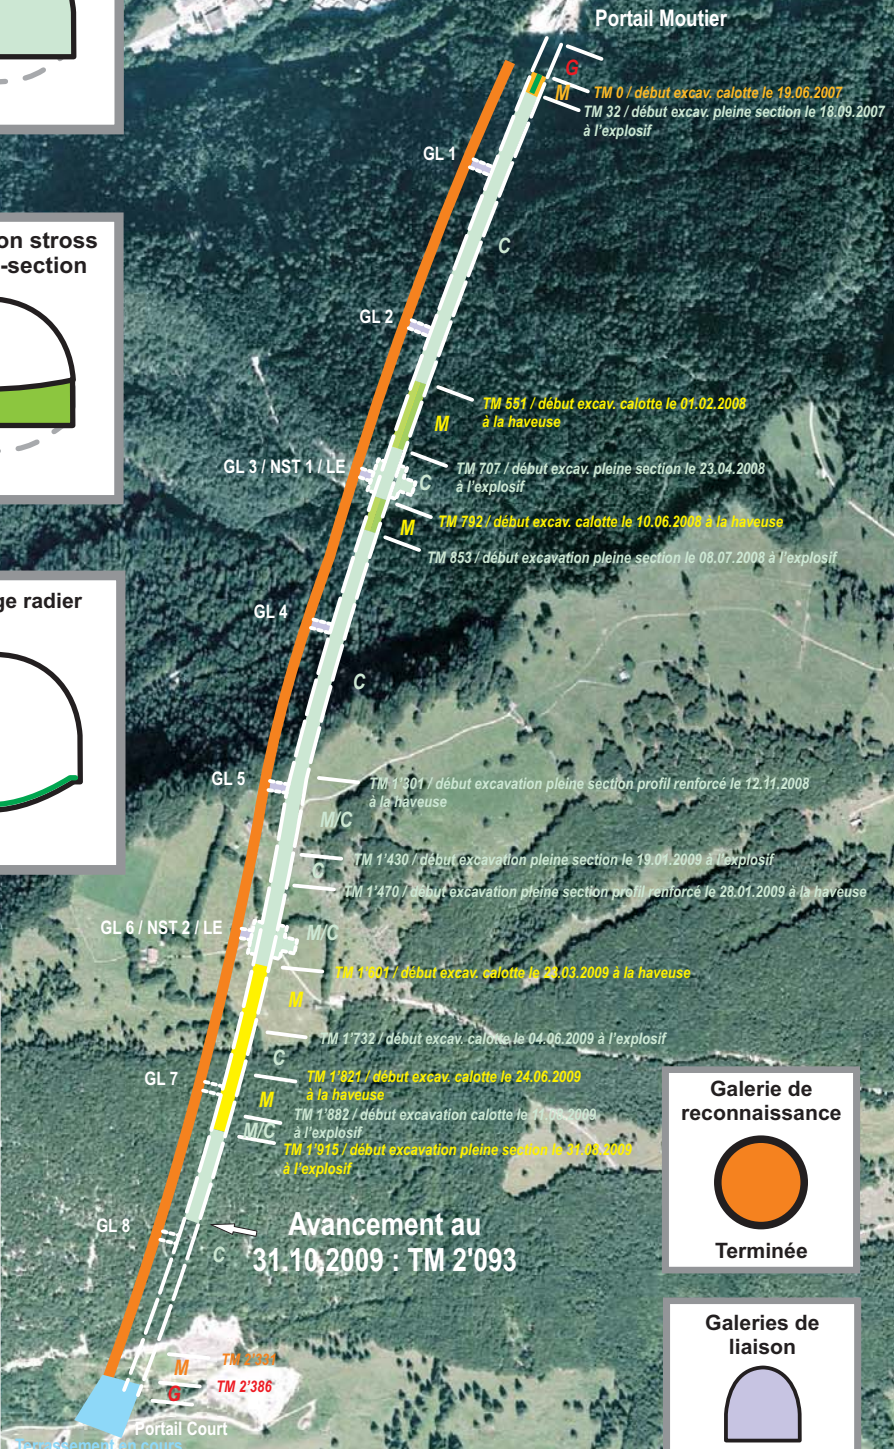 Portail Moutier
G
M
TM 0 / début excav. calotte le 19.06.2007
TM 32 / début excav. pleine section le 18.09.2007
à l'explosif
GL 1
C
on stross
-section
GL 2
TM 551 / début excav. calotte le 01.02.2008
à la haveuse
M
GL 3 / NST 1 / LE
TM 707 / début excav. pleine section le 23.04.2008
à l'explosif
C
M
TM 792 / début excav. calotte le 10.06.2008 à la haveuse
TM 853 / début excavation pleine section le 08.07.2008 à l'explosif
ge radier
GL 4
C
GL 5
TM 1'301 / début excavation pleine section profil renforcé le 12.11.2008
à la haveuse
M/C
TM 1'430 / début excavation pleine section le 19.01.2009 à l'explosif
C
TM 1'470 / début excavation pleine section profil renforcé le 28.01.2009 à la haveuse
GL 6 / NST 2 / LE
M/C
TM 1'601 / début excav. calotte le 23.03.2009 à la haveuse
M
TM 1'732 / début excav. calotte le 04.06.2009 à l'explosif
C
GL 7
TM 1'821 / début excav. calotte le 24.06.2009
à la haveuse
M
TM 1'882 / début excavation calotte le 2009
à l'explosif
M/C
TM 1'915 / début excavation pleine section le 31.08.2009
à l'explosif
Galerie de
reconnaissance
Terminée
GL 8
Avancement au
31.10.2009 : TM 2'093
C
Galeries de
liaison
M
G
TM 2'386
Portail Court
Terrassement en cours